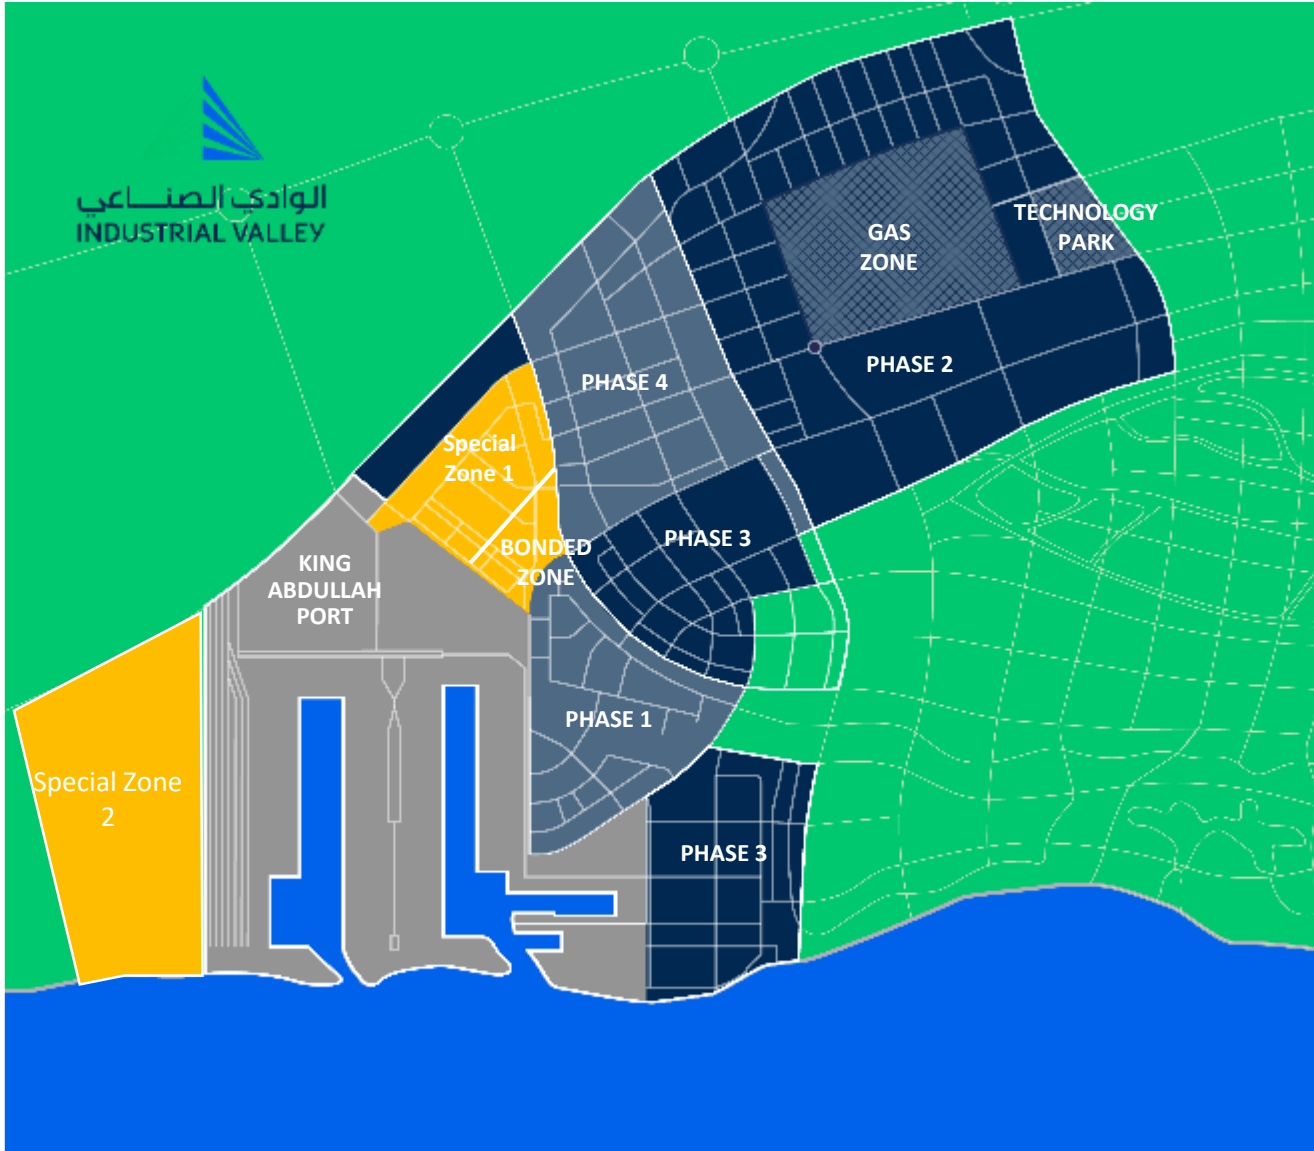 الوادي الصناعي
INDUSTRIAL VALLEY
TECHNOLOGY
PARK
GAS
ZONE
PHASE 2
PHASE 4
Special
Zone 1
BONDED
ZONE
PHASE 3
KING
ABDULLAH
PORT
PHASE 1
Special Zone
2
PHASE 3